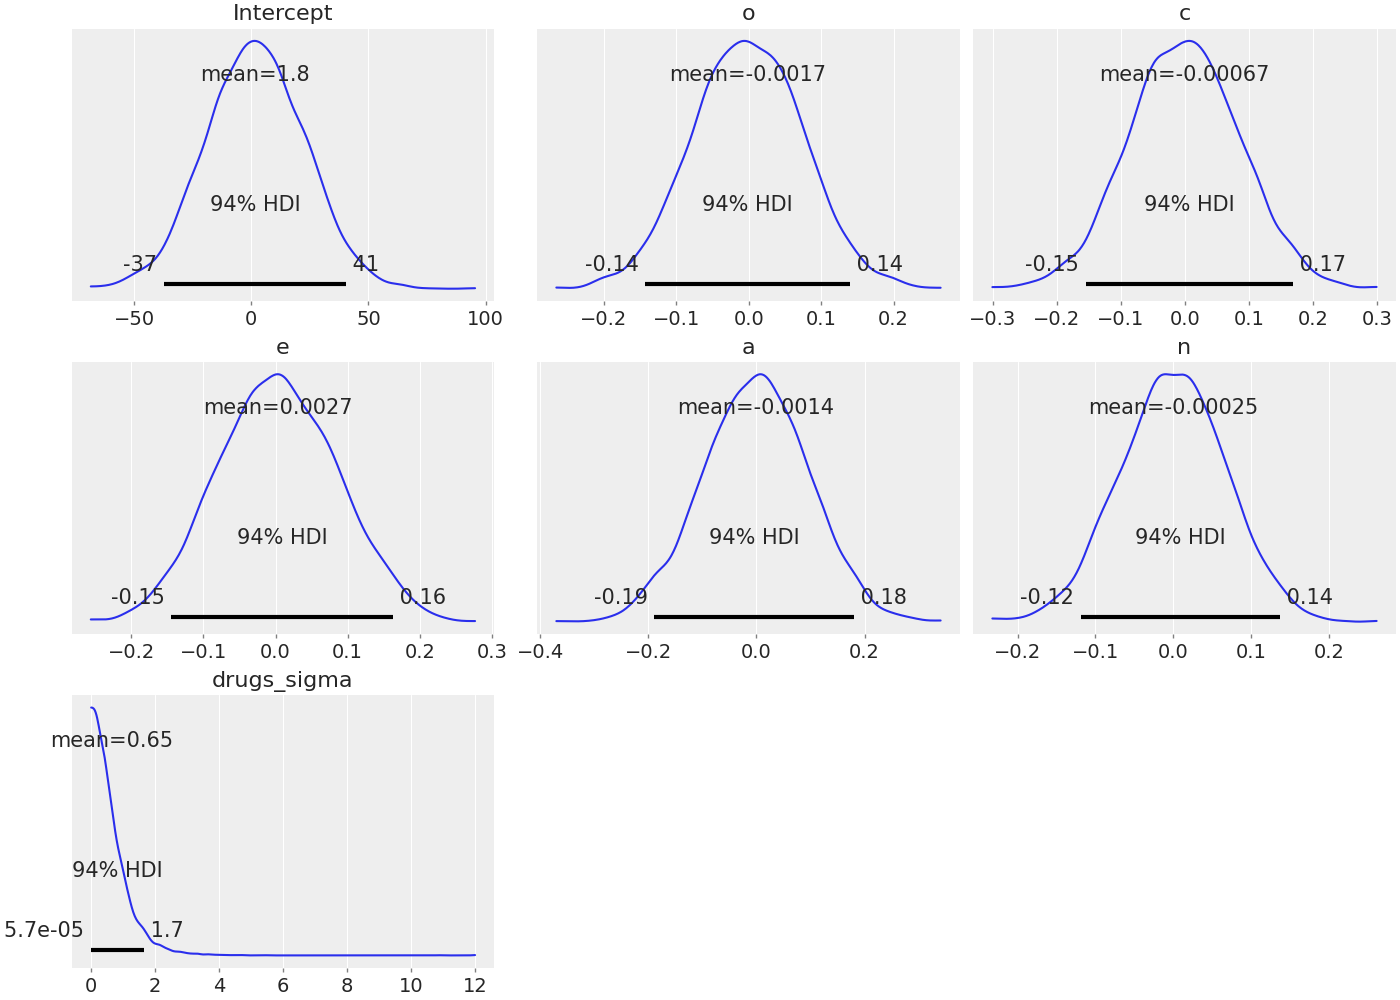 Intercept
mean=1.8
94% HDI
-37 41
−50 0 50 100
o
mean=-0.0017
94% HDI
-0.14 0.14
−0.2 −0.1 0.0 0.1 0.2
c
mean=-0.00067
94% HDI
-0.15 0.17
−0.3 −0.2 −0.1 0.0 0.1 0.2 0.3
e
mean=0.0027
94% HDI
-0.15 0.16
−0.2 −0.1 0.0 0.1 0.2 0.3
a
mean=-0.0014
94% HDI
-0.19 0.18
−0.4 −0.2 0.0 0.2
n
mean=-0.00025
94% HDI
-0.12 0.14
−0.2 −0.1 0.0 0.1 0.2
drugs_sigma
mean=0.65
94% HDI
5.7e-05 1.7
0 2 4 6 8 10 12